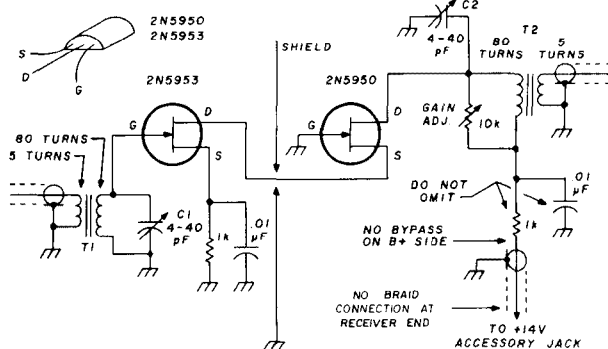 2N5950
2N5953
S
D
G
2N5953
G
D
S
80 TURNS
5 TURNS
T1
C1
4-40
pF
1k
.01
µF
SHIELD
2N5950
G
D
S
C2
4-40
pF
80
TURNS
T2
5
TURNS
GAIN
ADJ.
10k
DO NOT
OMIT
.01
µF
1k
NO BYPASS
ON B+ SIDE
NO BRAID
CONNECTION AT
RECEIVER END
TO +14V
ACCESSORY JACK